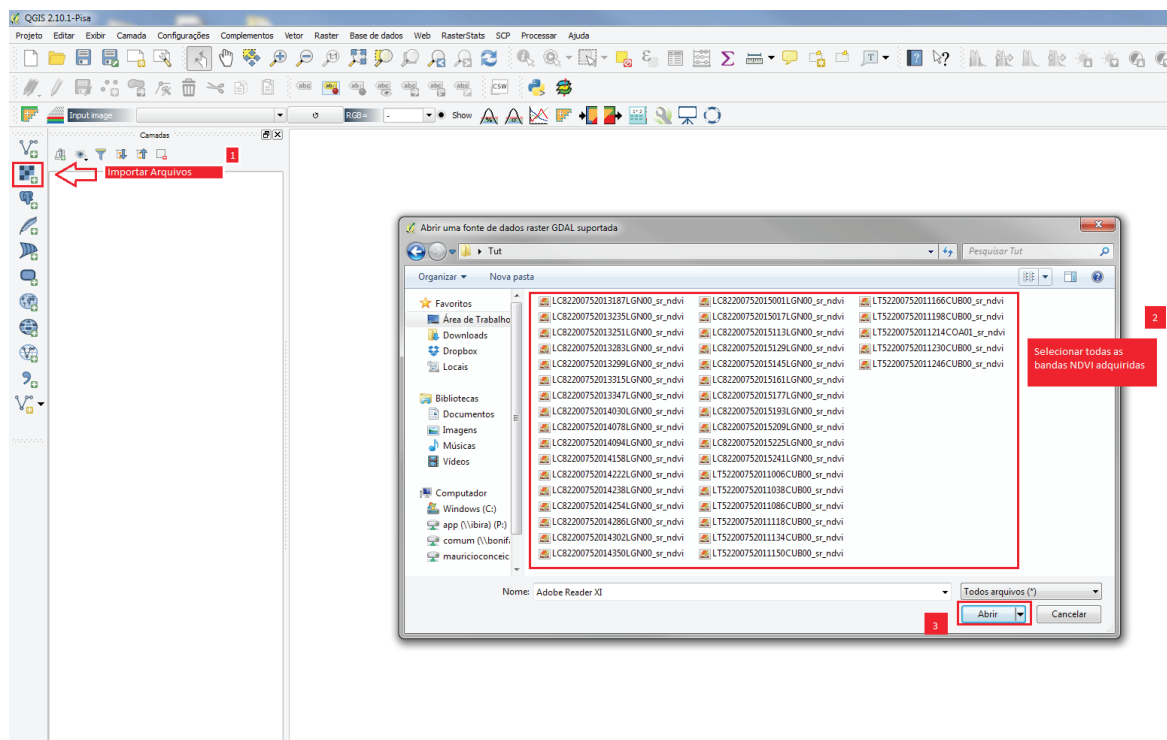 QGIS 2.10.1-Pisa
Projeto Editar Exibir Camada Configurações Complementos Vetor Raster Base de dados Web RasterStats SCP Processar Ajuda
CSW
Input image
RGB= - Show
Camadas
1
Importar Arquivos
Abrir uma fonte de dados raster GDAL suportada
Tut
Pesquisar Tut
Organizar Nova pasta
Favoritos
Área de Trabalho
Downloads
Dropbox
Locais
Bibliotecas
Documentos
Imagens
Músicas
Vídeos
Computador
Windows (C:)
app (\\ibira) (P:)
comum (\\bonifa
mauricioconceic
LC82200752013187LGN00_sr_ndvi
LC82200752013235LGN00_sr_ndvi
LC82200752013251LGN00_sr_ndvi
LC82200752013283LGN00_sr_ndvi
LC82200752013299LGN00_sr_ndvi
LC82200752013315LGN00_sr_ndvi
LC82200752013347LGN00_sr_ndvi
LC82200752014030LGN00_sr_ndvi
LC82200752014078LGN00_sr_ndvi
LC82200752014094LGN00_sr_ndvi
LC82200752014158LGN00_sr_ndvi
LC82200752014222LGN00_sr_ndvi
LC82200752014238LGN00_sr_ndvi
LC82200752014254LGN00_sr_ndvi
LC82200752014286LGN00_sr_ndvi
LC82200752014302LGN00_sr_ndvi
LC82200752014350LGN00_sr_ndvi
LC82200752015001LGN00_sr_ndvi
LC82200752015017LGN00_sr_ndvi
LC82200752015113LGN00_sr_ndvi
LC82200752015129LGN00_sr_ndvi
LC82200752015145LGN00_sr_ndvi
LC82200752015161LGN00_sr_ndvi
LC82200752015177LGN00_sr_ndvi
LC82200752015193LGN00_sr_ndvi
LC82200752015209LGN00_sr_ndvi
LC82200752015225LGN00_sr_ndvi
LC82200752015241LGN00_sr_ndvi
LT52200752011006CUB00_sr_ndvi
LT52200752011038CUB00_sr_ndvi
LT52200752011086CUB00_sr_ndvi
LT52200752011118CUB00_sr_ndvi
LT52200752011134CUB00_sr_ndvi
LT52200752011150CUB00_sr_ndvi
LT52200752011166CUB00_sr_ndvi
LT52200752011198CUB00_sr_ndvi
LT52200752011214COA01_sr_ndvi
LT52200752011230CUB00_sr_ndvi
LT52200752011246CUB00_sr_ndvi
2
Selecionar todas as
bandas NDVI adquiridas
Nome: Adobe Reader XI
Todos arquivos (*)
3
Abrir
Cancelar